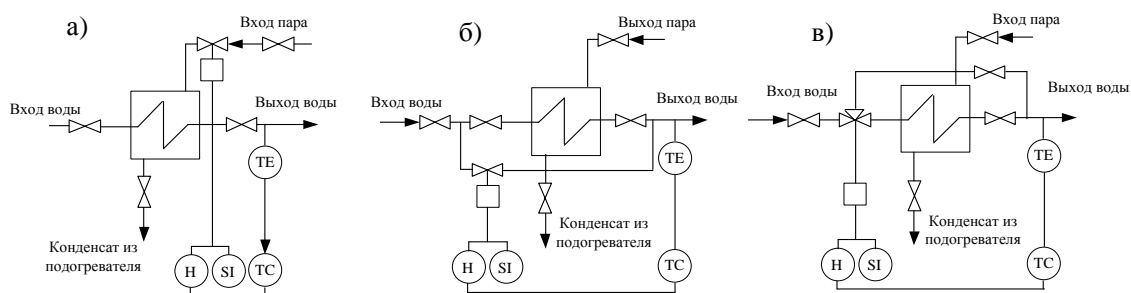 а)
Вход пара
Вход воды
Выход воды
TE
Конденсат из
подогревателя
H
SI
TC
б)
Выход пара
Вход воды
Выход воды
TE
Конденсат из
подогревателя
H
SI
TC
в)
Вход пара
Вход воды
Выход воды
TE
Конденсат из
подогревателя
H
SI
TC